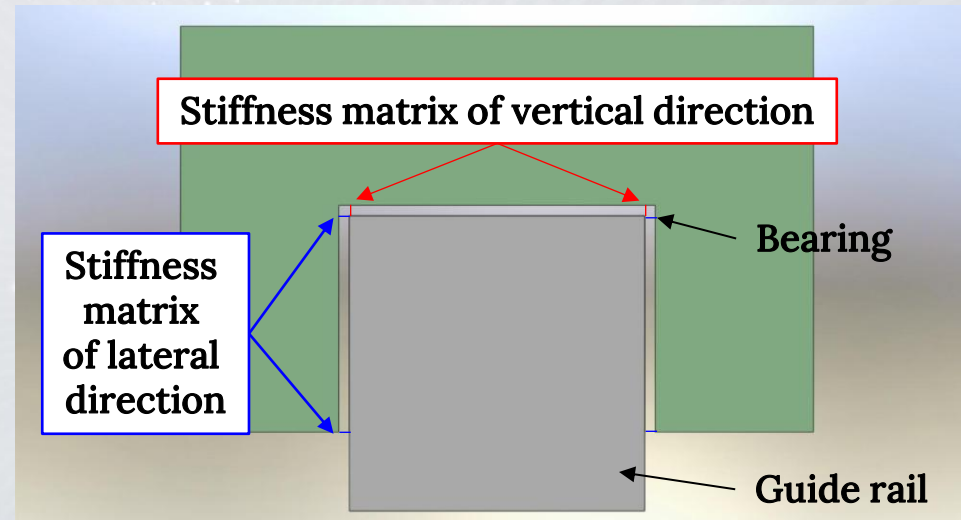 Stiffness matrix of vertical direction
Bearing
Stiffness
matrix
of lateral
direction
Guide rail